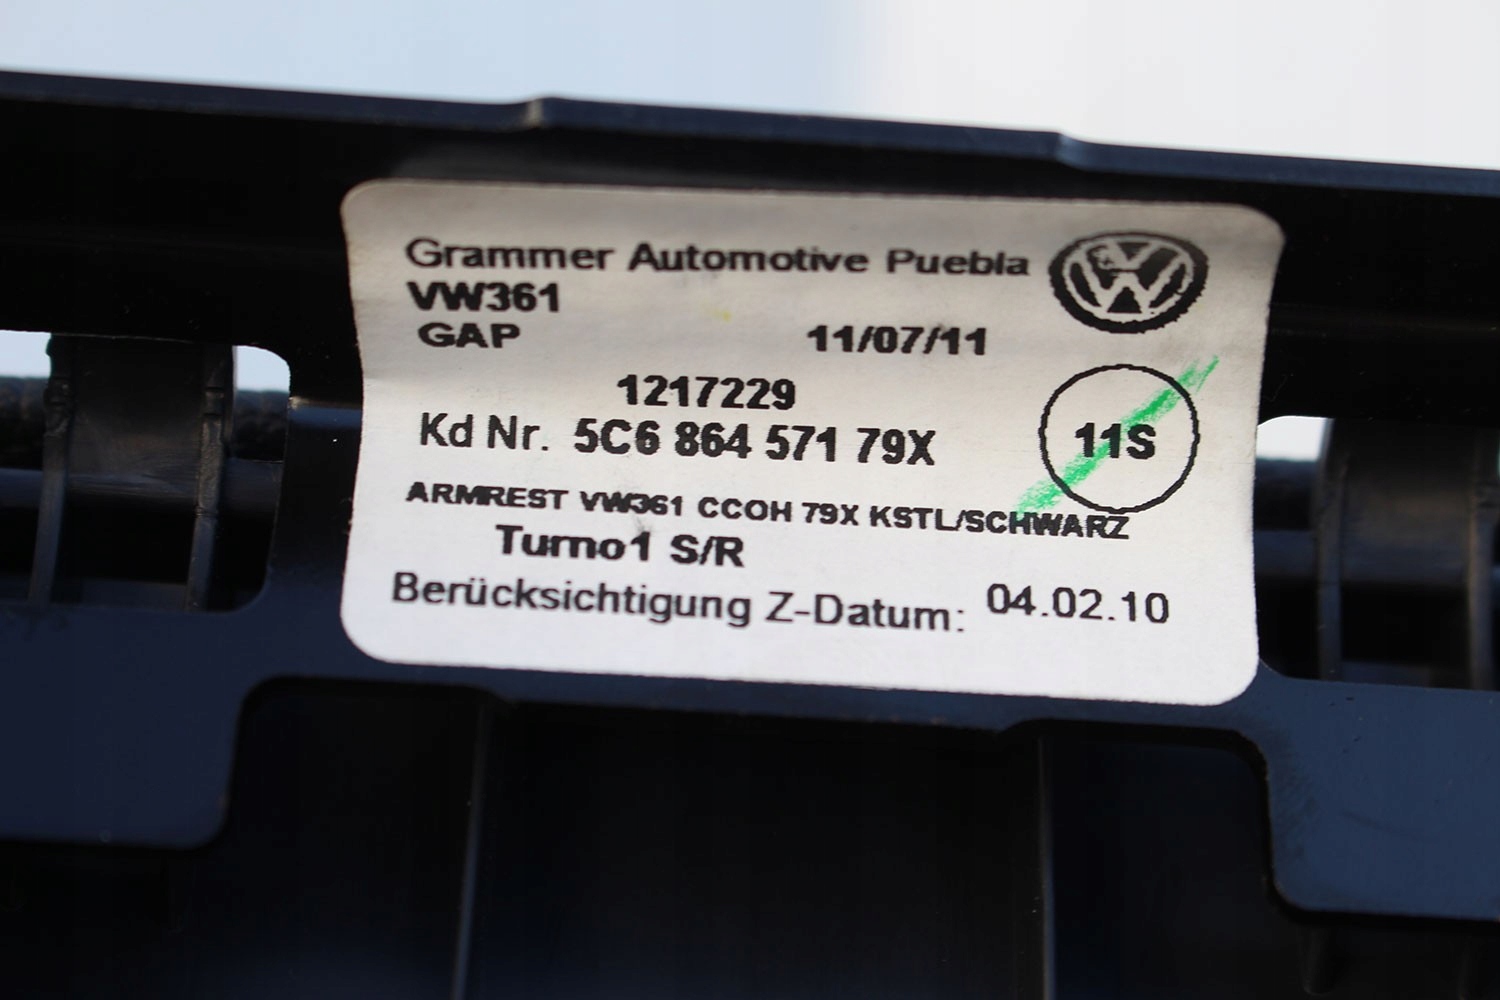 Grammer Automotive Puebla
VW361
GAP 11/07/11
1217229
Kd Nr. 5C6 864 571 79X
11S
ARMREST VW361 CCOH 79X KSTL/SCHWARZ
Turno1 S/R
Berücksichtigung Z-Datum: 04.02.10